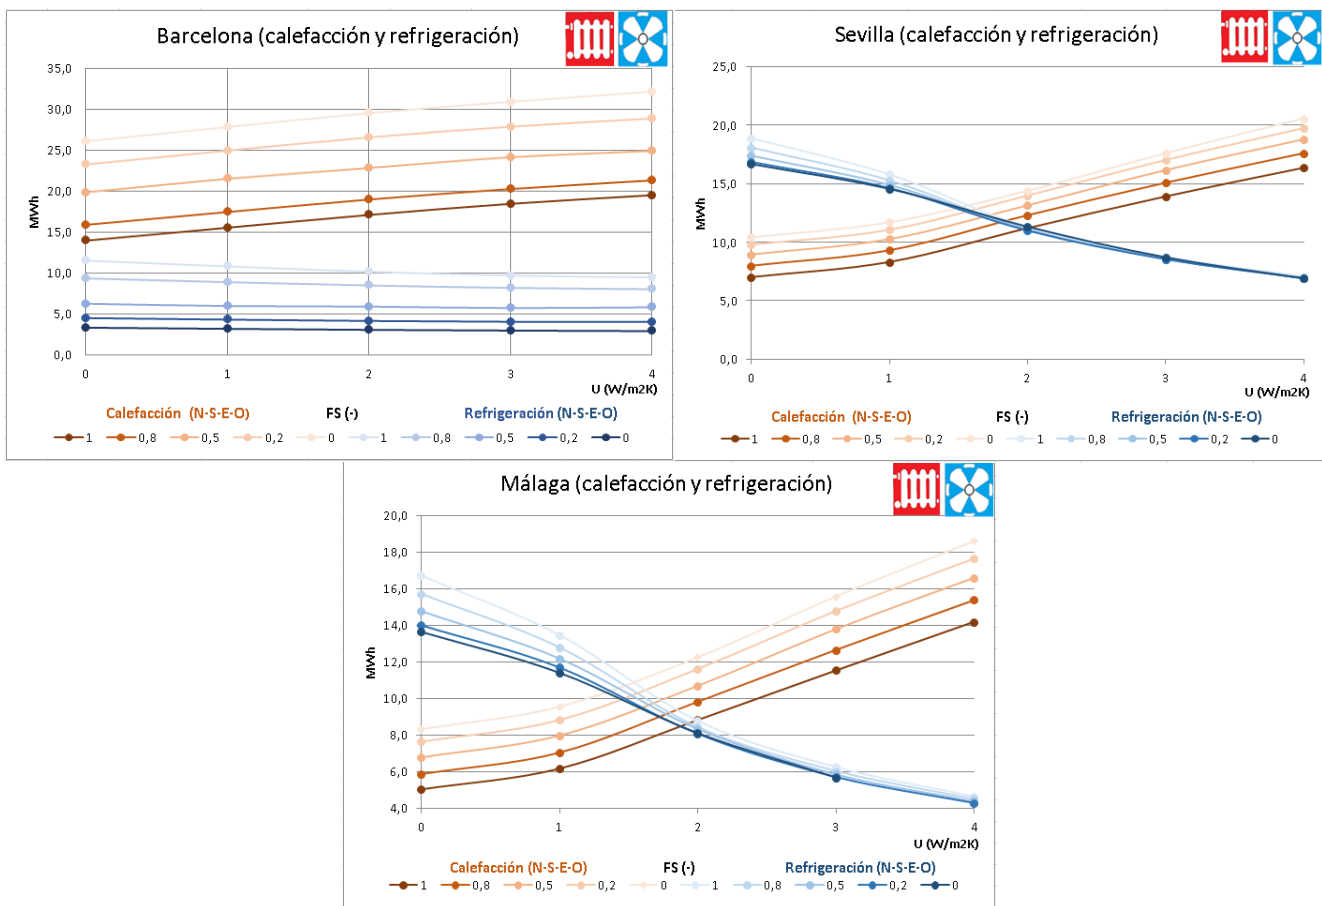 Barcelona (calefacción y refrigeración)
35,0
30,0
25,0
20,0
15,0
10,0
5,0
0,0
MWh
0 1 2 3 4
U (W/m2K)
Calefacción (N-S-E-O) FS (-) Refrigeración (N-S-E-O)
1 0,8 0,5 0,2 0 1 0,8 0,5 0,2 0
Sevilla (calefacción y refrigeración)
25,0
20,0
15,0
10,0
5,0
0,0
MWh
0 1 2 3 4
U (W/m2K)
Calefacción (N-S-E-O) FS (-) Refrigeración (N-S-E-O)
1 0,8 0,5 0,2 0 1 0,8 0,5 0,2 0
Málaga (calefacción y refrigeración)
20,0
18,0
16,0
14,0
12,0
10,0
8,0
6,0
4,0
MWh
0 1 2 3 4
U (W/m2K)
Calefacción (N-S-E-O) FS (-) Refrigeración (N-S-E-O)
1 0,8 0,5 0,2 0 1 0,8 0,5 0,2 0